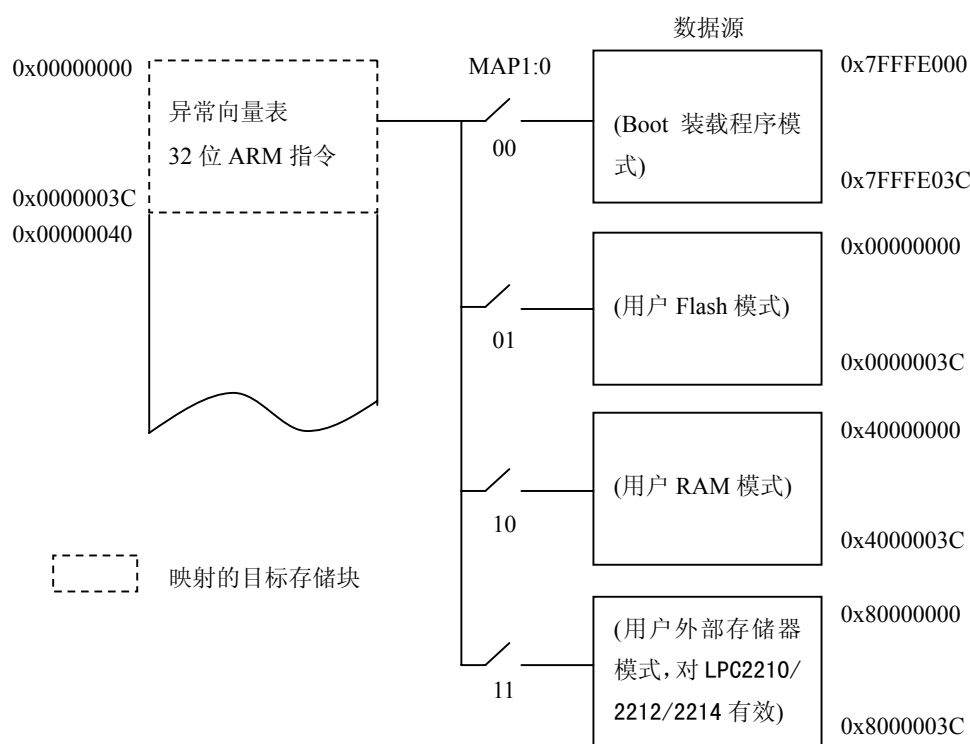 数据源
0x00000000
异常向量表
32 位 ARM 指令
0x0000003C
0x00000040
MAP1:0
00
(Boot 装载程序模
式)
0x7FFFE000
0x7FFFE03C
01
(用户 Flash 模式)
0x00000000
0x0000003C
10
(用户 RAM 模式)
0x40000000
0x4000003C
映射的目标存储块
11
(用户外部存储器
模式,对 LPC2210/
2212/2214 有效)
0x80000000
0x8000003C